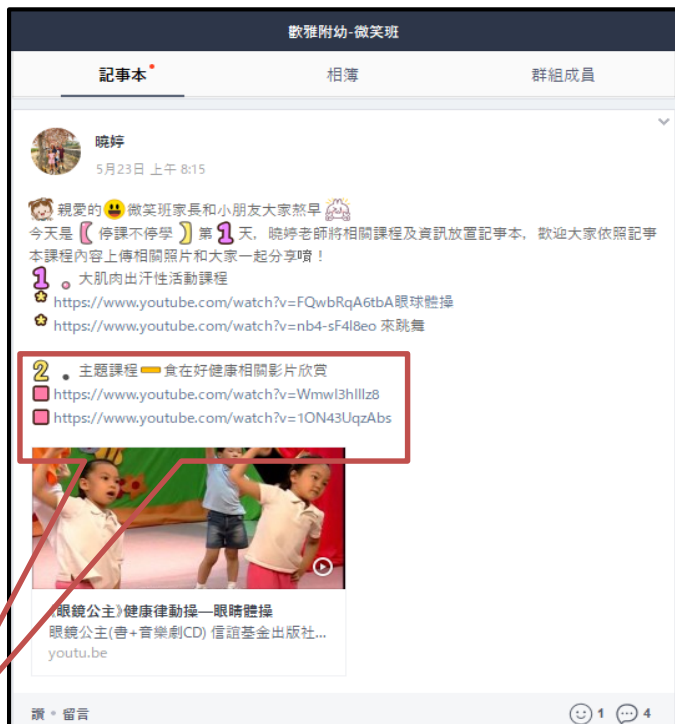 歡雅附幼-微笑班
記事本 相簿 群組成員
曉婷
5月23日 上午 8:15
親愛的 微笑班家長和小朋友大家熬早
今天是【停課不停學】第1天, 曉婷老師將相關課程及資訊放置記事本, 歡迎大家依照記事
本課程內容上傳相關照片和大家一起分享唷！
1。大肌肉出汗性活動課程
https://www.youtube.com/watch?v=FQwbRqA6tbA眼球體操
https://www.youtube.com/watch?v=nb4-sF4l8eo 來跳舞
2。主題課程—食在好健康相關影片欣賞
https://www.youtube.com/watch?v=Wmwl3hlllz8
https://www.youtube.com/watch?v=1ON43UqzAbs
《眼鏡公主》健康律動操—眼睛體操
眼鏡公主(書+音樂劇CD) 信誼基金出版社...
youtu.be
讚。留言 1 4